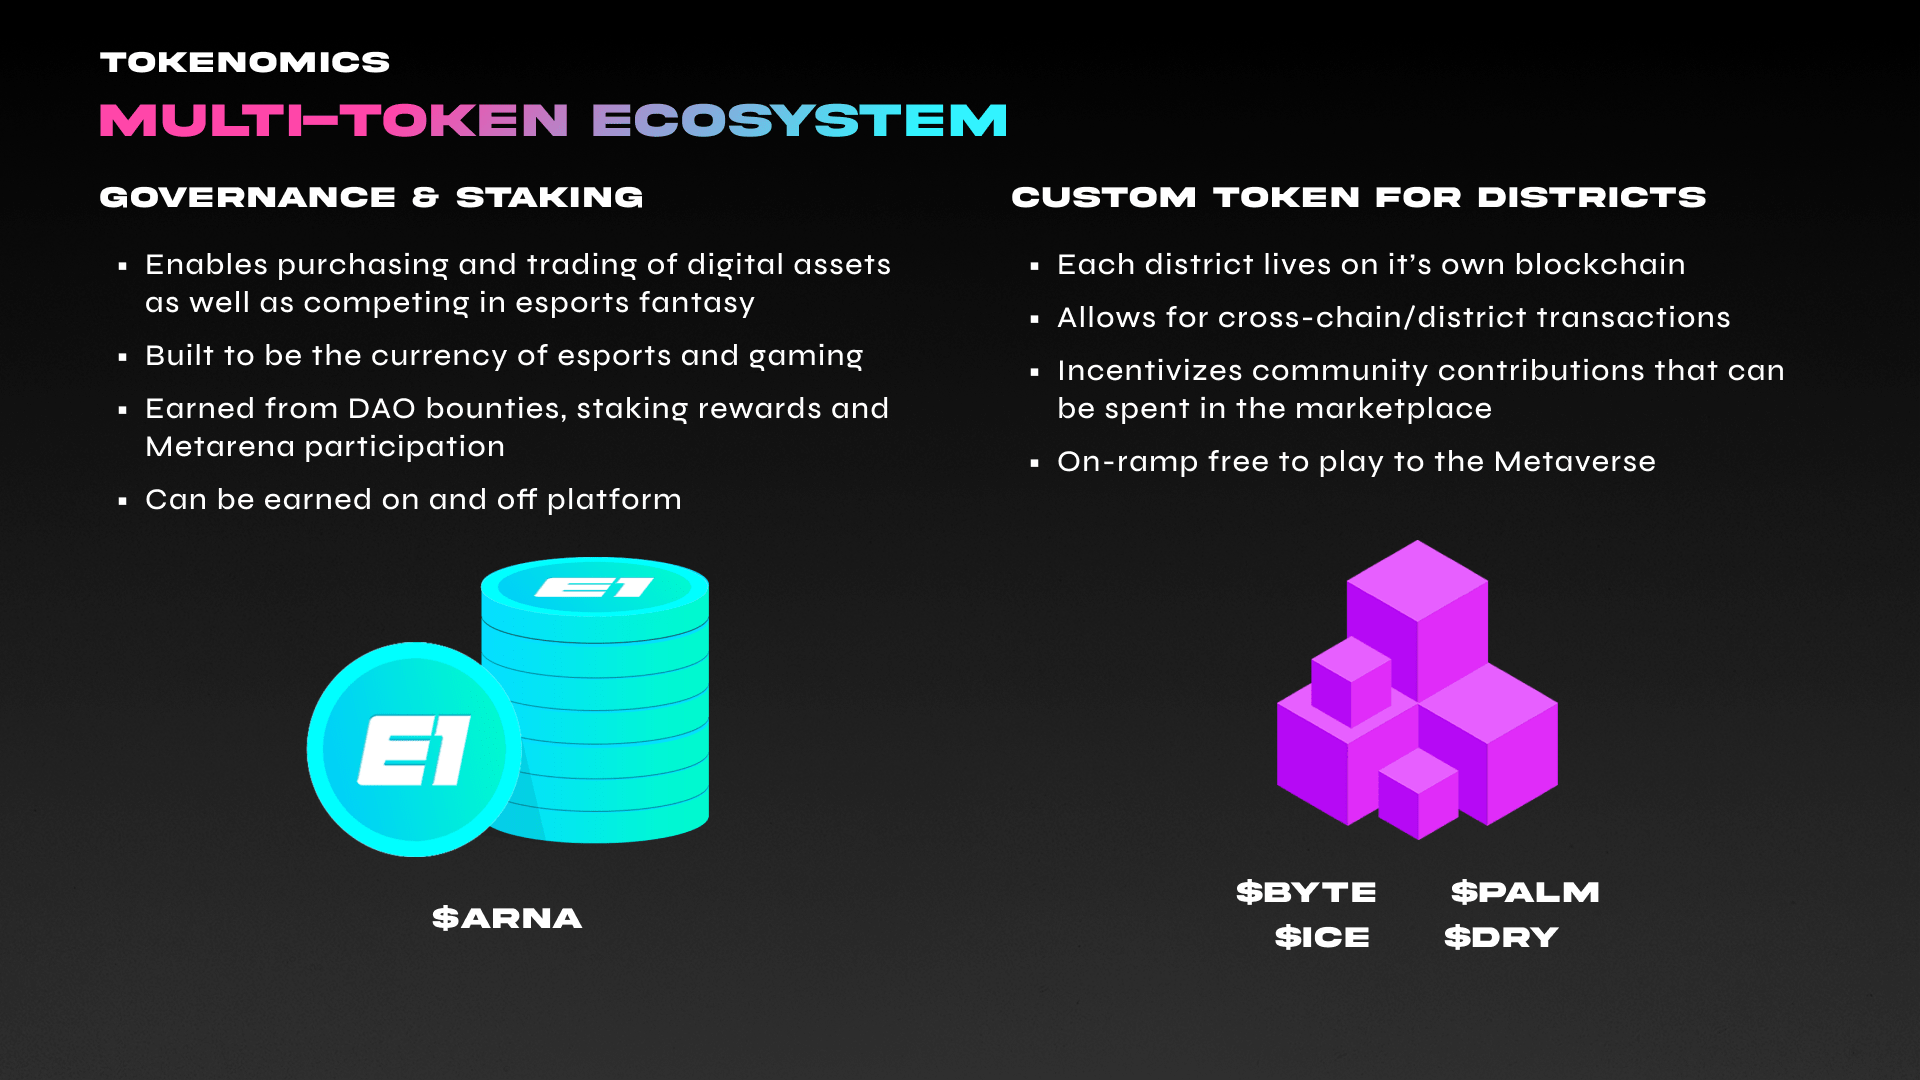 TOKENOMICS
MULTI-TOKEN ECOSYSTEM
GOVERNANCE & STAKING
▪ Enables purchasing and trading of digital assets
as well as competing in esports fantasy
▪ Built to be the currency of esports and gaming
▪ Earned from DAO bounties, staking rewards and
Metarena participation
▪ Can be earned on and off platform
E1
E1
$ARNA
CUSTOM TOKEN FOR DISTRICTS
▪ Each district lives on it’s own blockchain
▪ Allows for cross-chain/district transactions
▪ Incentivizes community contributions that can
be spent in the marketplace
▪ On-ramp free to play to the Metaverse
$BYTE $PALM
$ICE $DRY